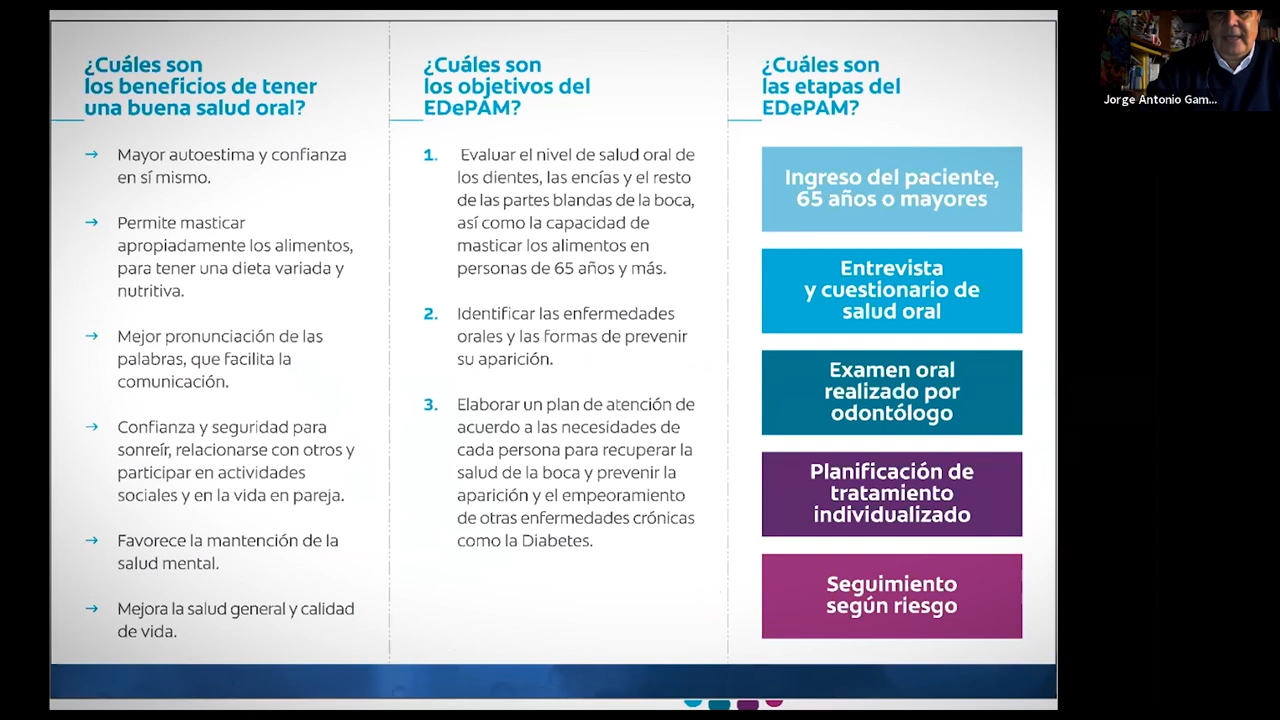 ¿Cuáles son
los beneficios de tener
una buena salud oral?
→ Mayor autoestima y confianza
en sí mismo.
→ Permite masticar
apropiadamente los alimentos,
para tener una dieta variada y
nutritiva.
→ Mejor pronunciación de las
palabras, que facilita la
comunicación.
→ Confianza y seguridad para
sonreír, relacionarse con otros y
participar en actividades
sociales y en la vida en pareja.
→ Favorece la mantención de la
salud mental.
→ Mejora la salud general y calidad
de vida.
¿Cuáles son
los objetivos del
EDePAM?
1. Evaluar el nivel de salud oral de
los dientes, las encías y el resto
de las partes blandas de la boca,
así como la capacidad de
masticar los alimentos en
personas de 65 años y más.
2. Identificar las enfermedades
orales y las formas de prevenir
su aparición.
3. Elaborar un plan de atención de
acuerdo a las necesidades de
cada persona para recuperar la
salud de la boca y prevenir la
aparición y el empeoramiento
de otras enfermedades crónicas
como la Diabetes.
¿Cuáles son
las etapas del
EDePAM?
Ingreso del paciente,
65 años o mayores
Entrevista
y cuestionario de
salud oral
Examen oral
realizado por
odontólogo
Planificación de
tratamiento
individualizado
Seguimiento
según riesgo
Jorge Antonio Gam...